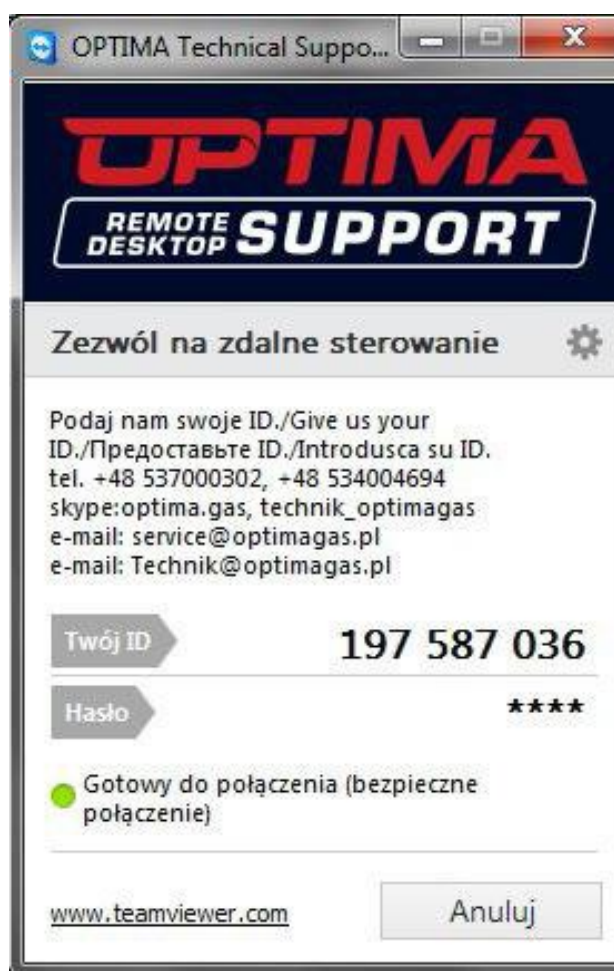 OPTIMA Technical Suppo...
OPTIMA
REMOTE DESKTOP SUPPORT
Zezwól na zdalne sterowanie
Podaj nam swoje ID./Give us your
ID./Предоставьте ID./Introdusca su ID.
tel. +48 537000302, +48 534004694
skype:optima.gas, technik_optimagas
e-mail: service@optimagas.pl
e-mail: Technik@optimagas.pl
Twój ID 197 587 036
Hasło ****
Gotowy do połączenia (bezpieczne
połączenie)
www.teamviewer.com Anuluj